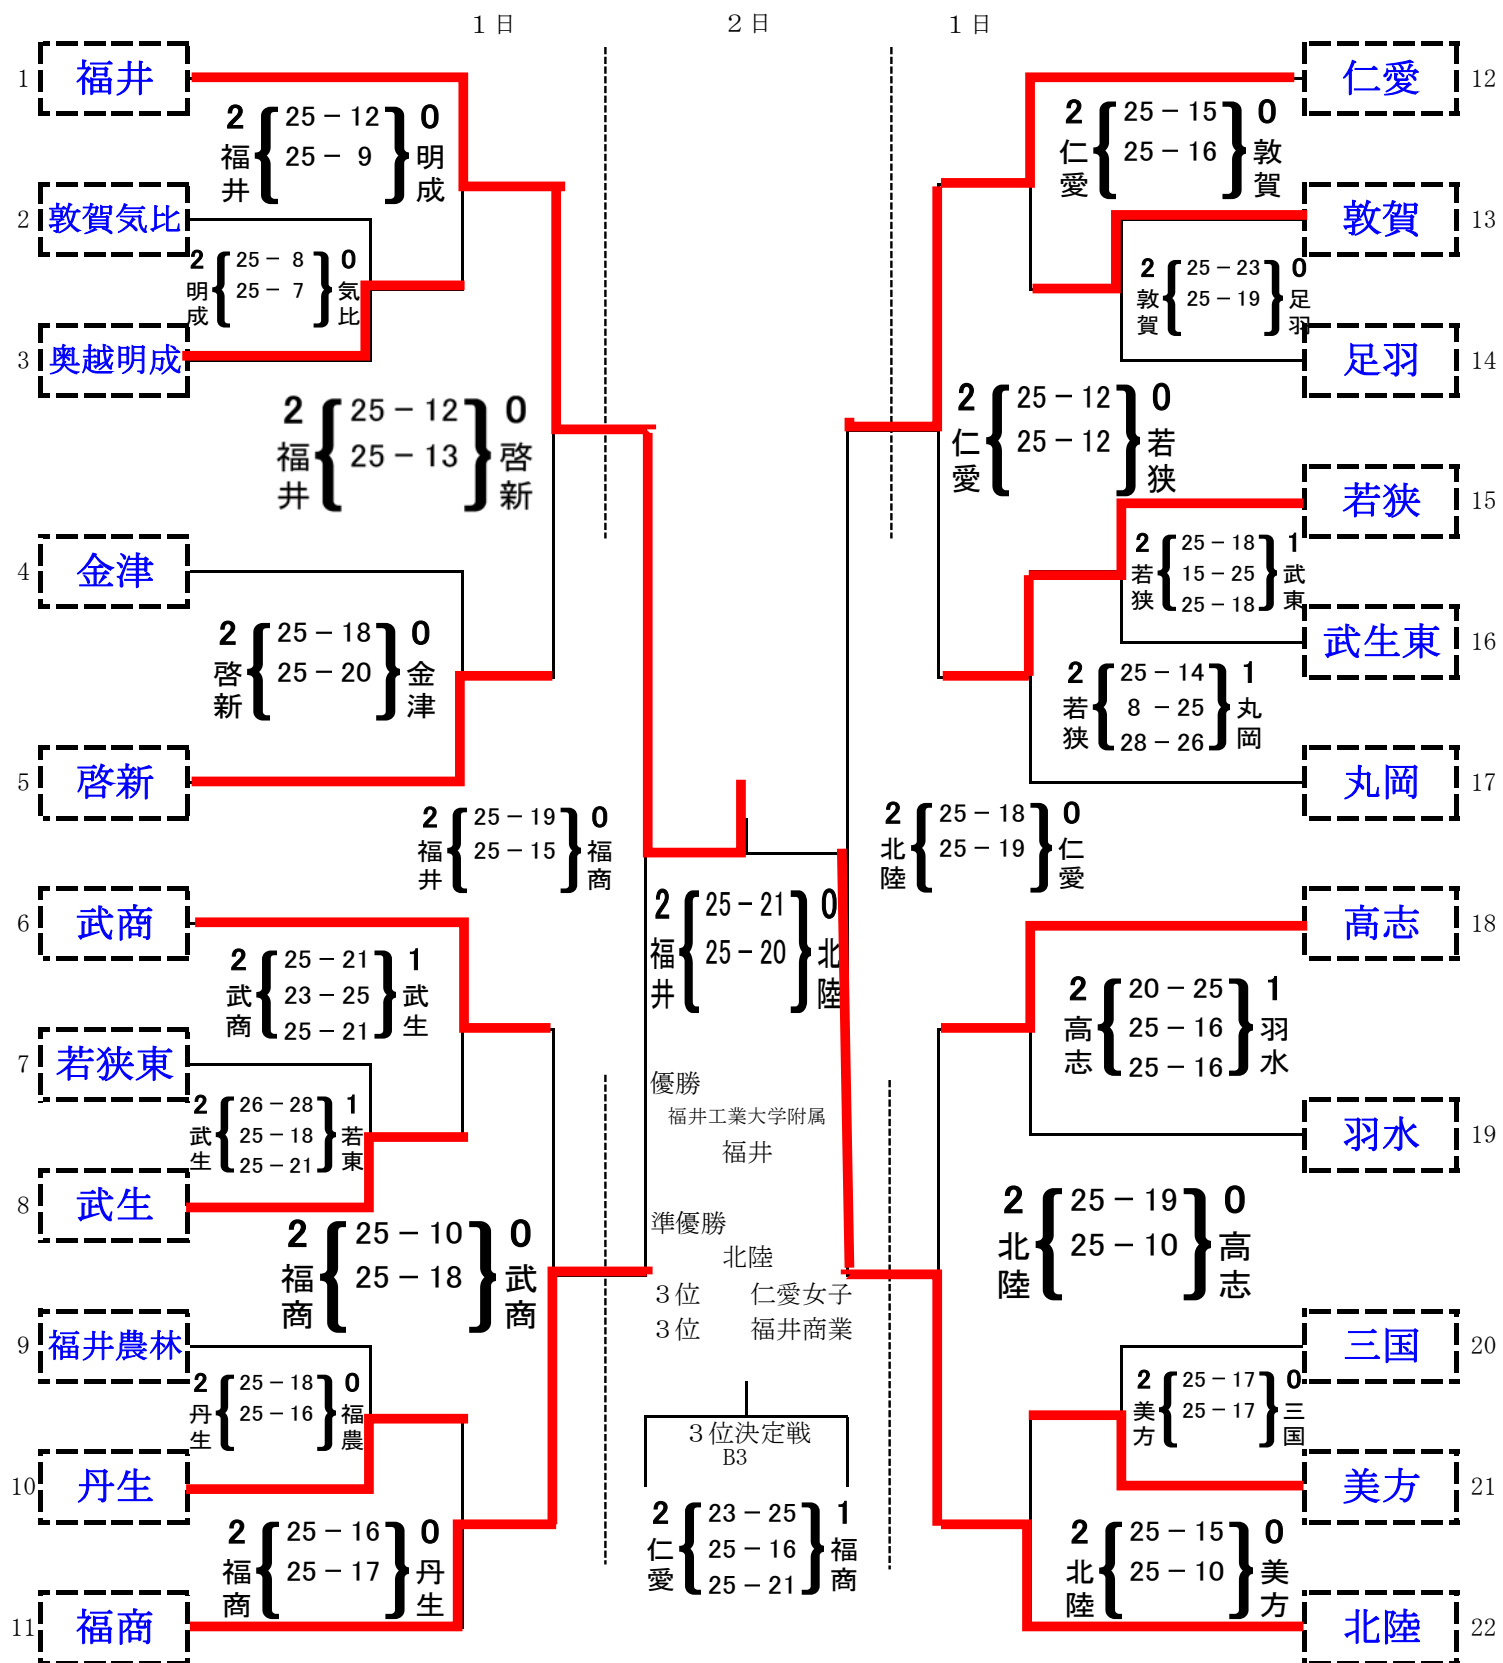 １日
２日
１日
1 福井
2 福井 25－12 25－9 0 明成
2 敦賀気比
2 明成 25－8 25－7 0 気比
3 奥越明成
2 福井 25－12 25－13 0 啓新
4 金津
2 啓新 25－18 25－20 0 金津
5 啓新
2 福井 25－19 25－15 0 福商
6 武商
2 武商 25－21 23－25 25－21 1 武生
7 若狭東
2 武生 26－28 25－18 25－21 1 若東
8 武生
2 福商 25－10 25－18 0 武商
9 福井農林
2 丹生 25－18 25－16 0 福農
10 丹生
2 福商 25－16 25－17 0 丹生
11 福商
2 福井 25－21 25－20 0 北陸
優勝
福井工業大学附属
福井
準優勝
北陸
３位 仁愛女子
３位 福井商業
３位決定戦
B3
2 仁愛 23－25 25－16 25－21 1 福商
仁愛 12
2 仁愛 25－15 25－16 0 敦賀
敦賀 13
2 敦賀 25－23 25－19 0 足羽
足羽 14
2 仁愛 25－12 25－12 0 若狭
若狭 15
2 若狭 25－18 15－25 25－18 1 武東
武生東 16
2 若狭 25－14 8－25 28－26 1 丸岡
丸岡 17
2 北陸 25－18 25－19 0 仁愛
高志 18
2 高志 20－25 25－16 25－16 1 羽水
羽水 19
2 北陸 25－19 25－10 0 高志
三国 20
2 美方 25－17 25－17 0 三国
美方 21
2 北陸 25－15 25－10 0 美方
北陸 22